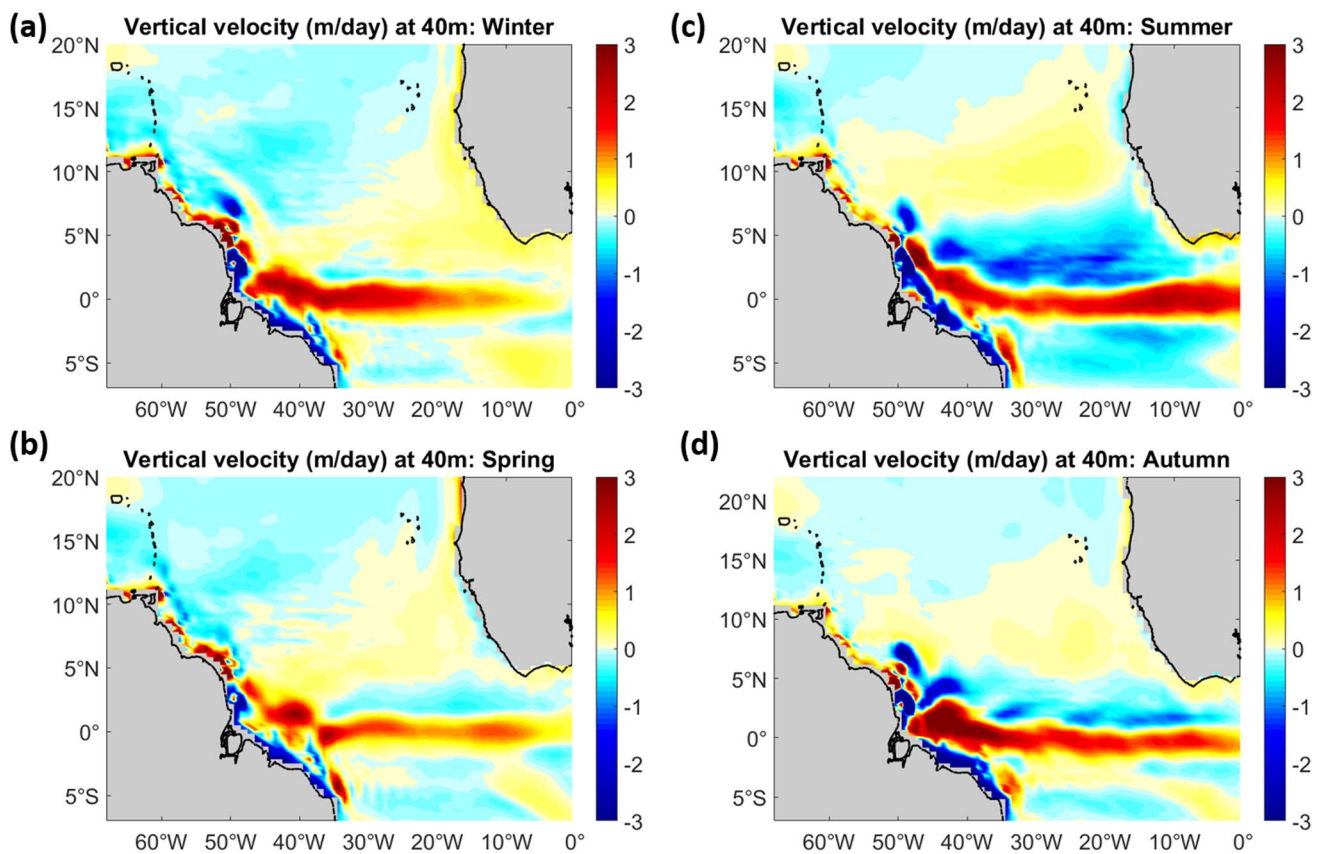 (a)
Vertical velocity (m/day) at 40m: Winter
20°N
15°N
10°N
5°N
0°
5°S
60°W 50°W 40°W 30°W 20°W 10°W 0°
3
2
1
0
-1
-2
-3
(c)
Vertical velocity (m/day) at 40m: Summer
20°N
15°N
10°N
5°N
0°
5°S
60°W 50°W 40°W 30°W 20°W 10°W 0°
3
2
1
0
-1
-2
-3
(b)
Vertical velocity (m/day) at 40m: Spring
20°N
15°N
10°N
5°N
0°
5°S
60°W 50°W 40°W 30°W 20°W 10°W 0°
3
2
1
0
-1
-2
-3
(d)
Vertical velocity (m/day) at 40m: Autumn
20°N
15°N
10°N
5°N
0°
5°S
60°W 50°W 40°W 30°W 20°W 10°W 0°
3
2
1
0
-1
-2
-3